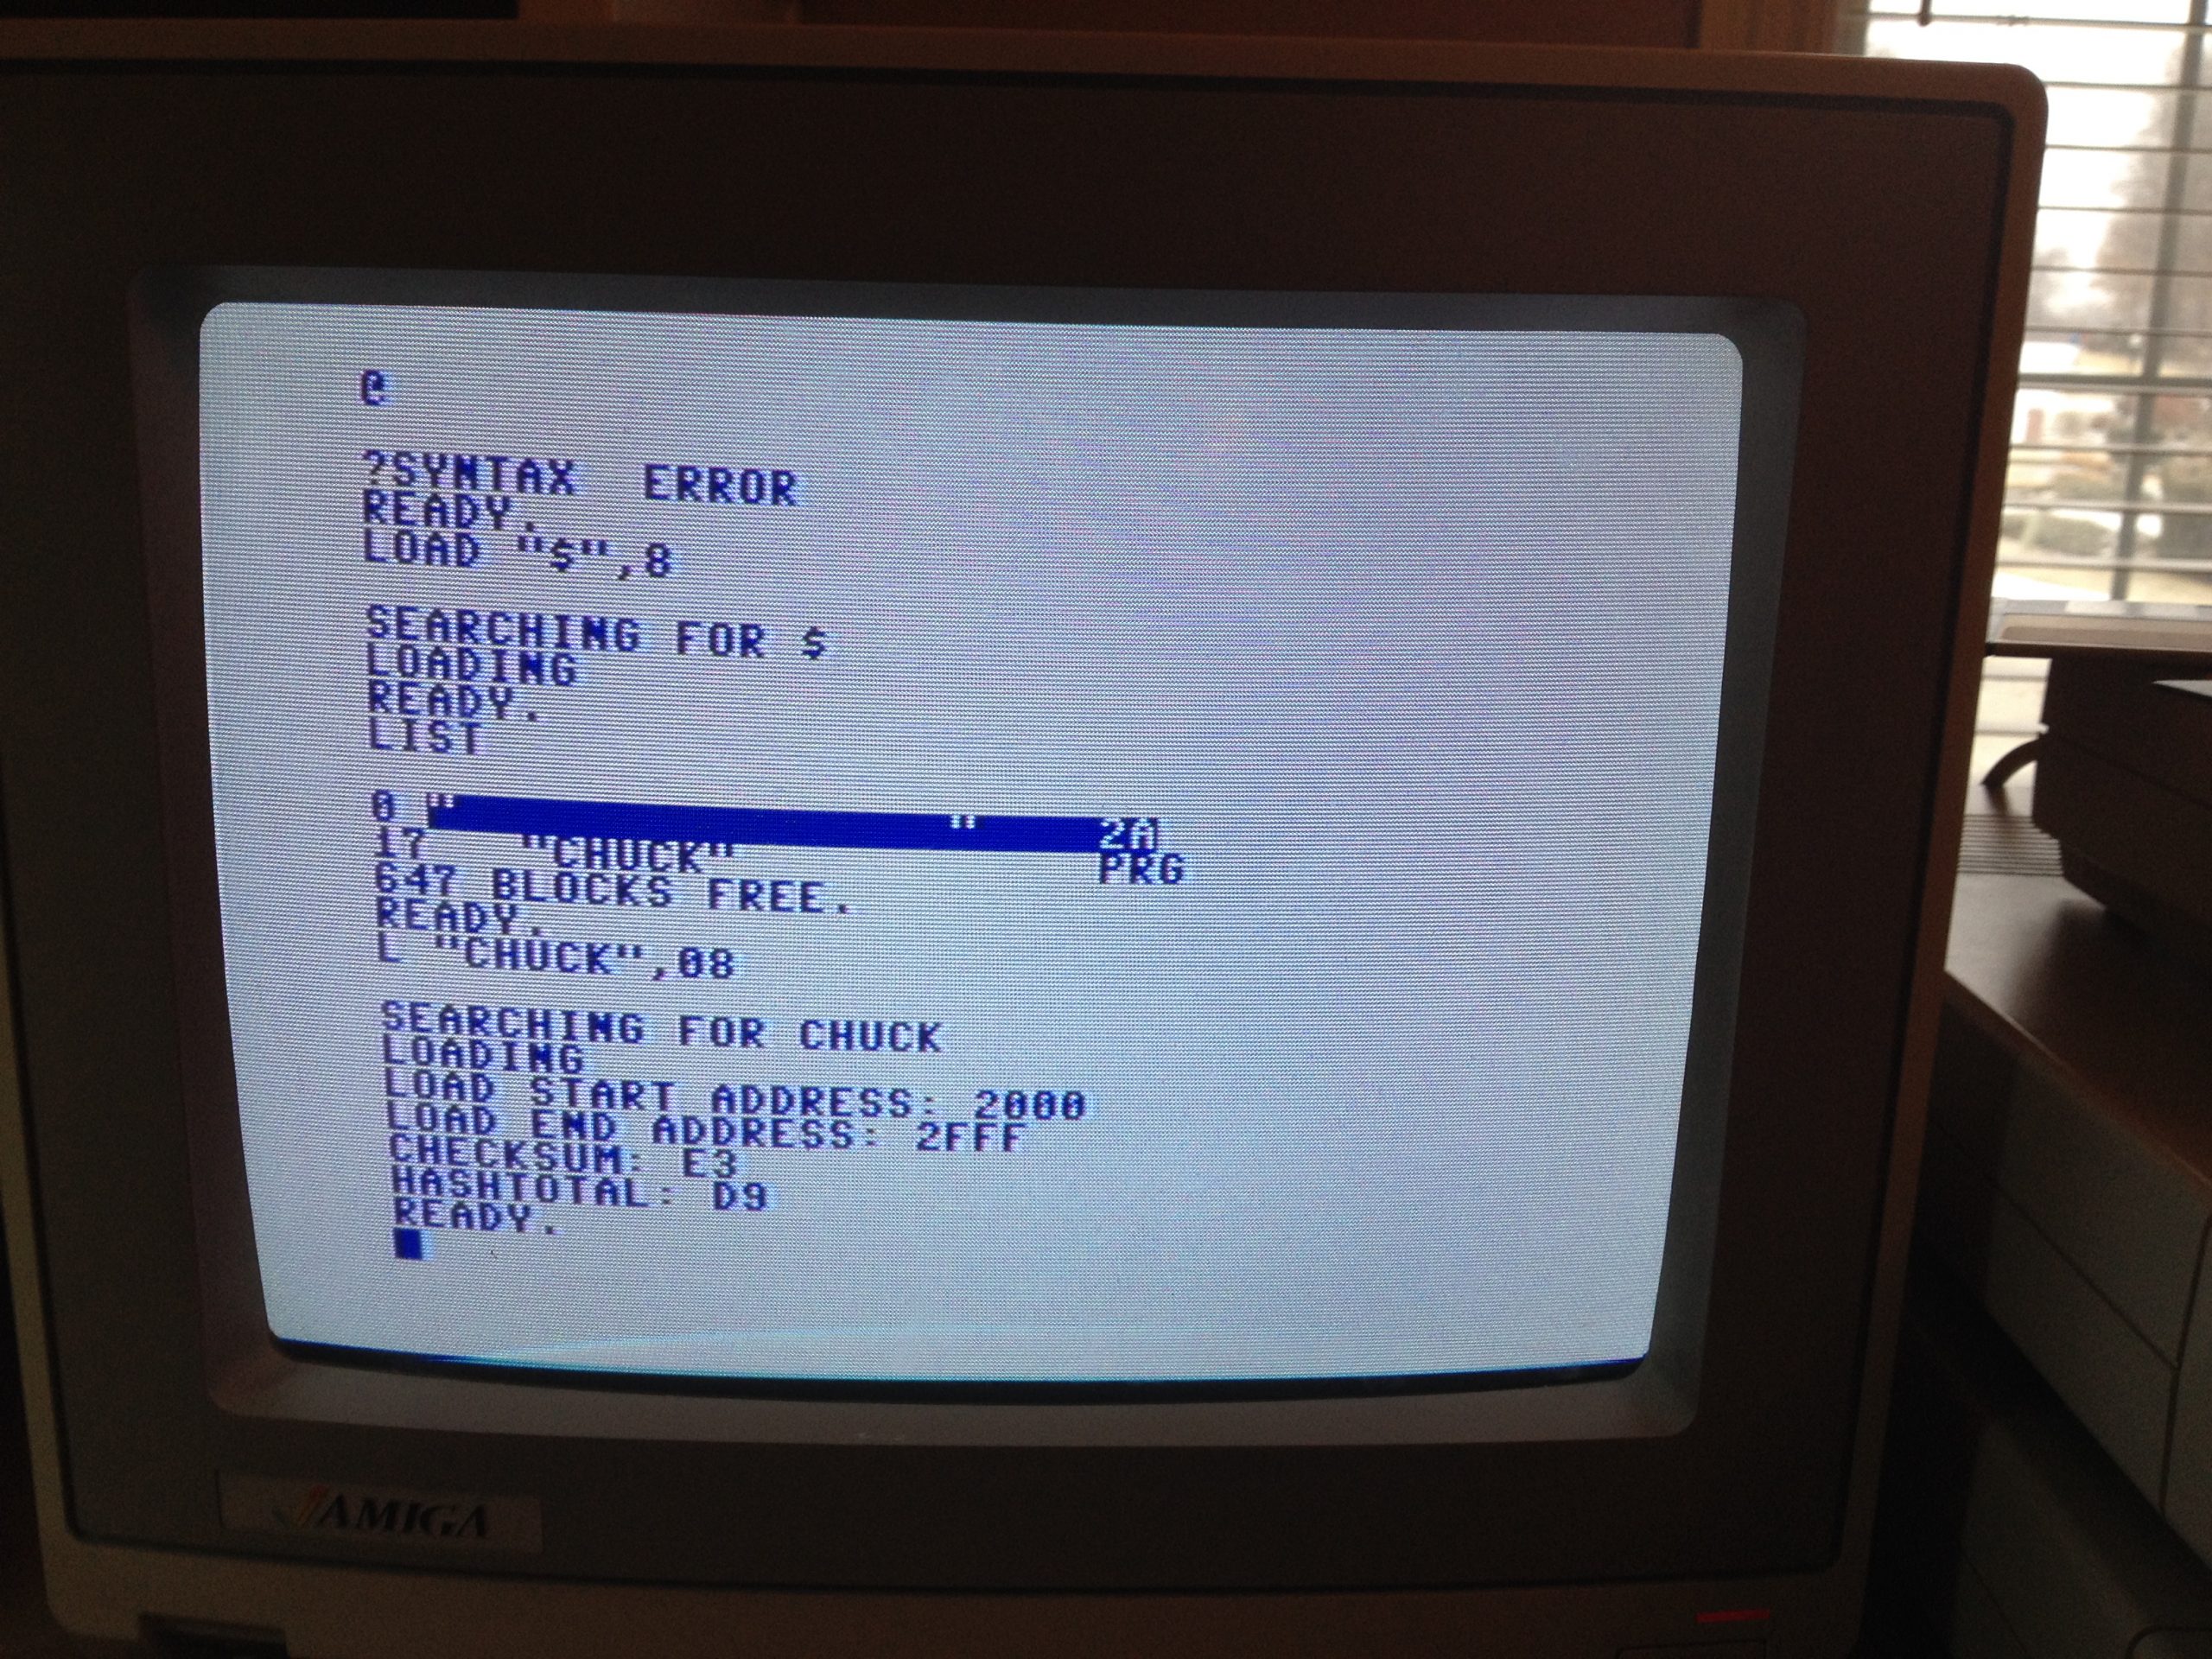 @
?SYNTAX  ERROR
READY.
LOAD "$",8
SEARCHING FOR $
LOADING
READY.
LIST
0 "                " 2A
17   "CHUCK"            PRG
647 BLOCKS FREE.
READY.
L "CHUCK",08
SEARCHING FOR CHUCK
LOADING
LOAD START ADDRESS: 2000
LOAD END ADDRESS: 2FFF
CHECKSUM: E3
HASHTOTAL: D9
READY.
AMIGA